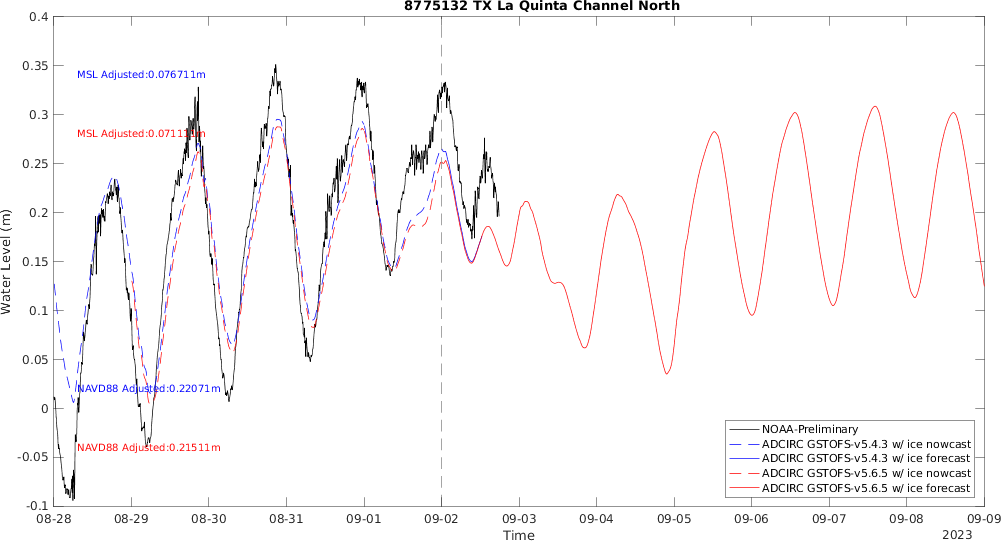 8775132 TX La Quinta Channel North
0.4
0.35
0.3
0.25
0.2
0.15
0.1
0.05
0
-0.05
-0.1
Water Level (m)
MSL Adjusted:0.076711m
MSL Adjusted:0.07111 m
NAVD88 Adjusted:0.22071m
NAVD88 Adjusted:0.21511m
NOAA-Preliminary
ADCIRC GSTOFS-v5.4.3 w/ ice nowcast
ADCIRC GSTOFS-v5.4.3 w/ ice forecast
ADCIRC GSTOFS-v5.6.5 w/ ice nowcast
ADCIRC GSTOFS-v5.6.5 w/ ice forecast
08-28 08-29 08-30 08-31 09-01 09-02 09-03 09-04 09-05 09-06 09-07 09-08 09-09
Time
2023